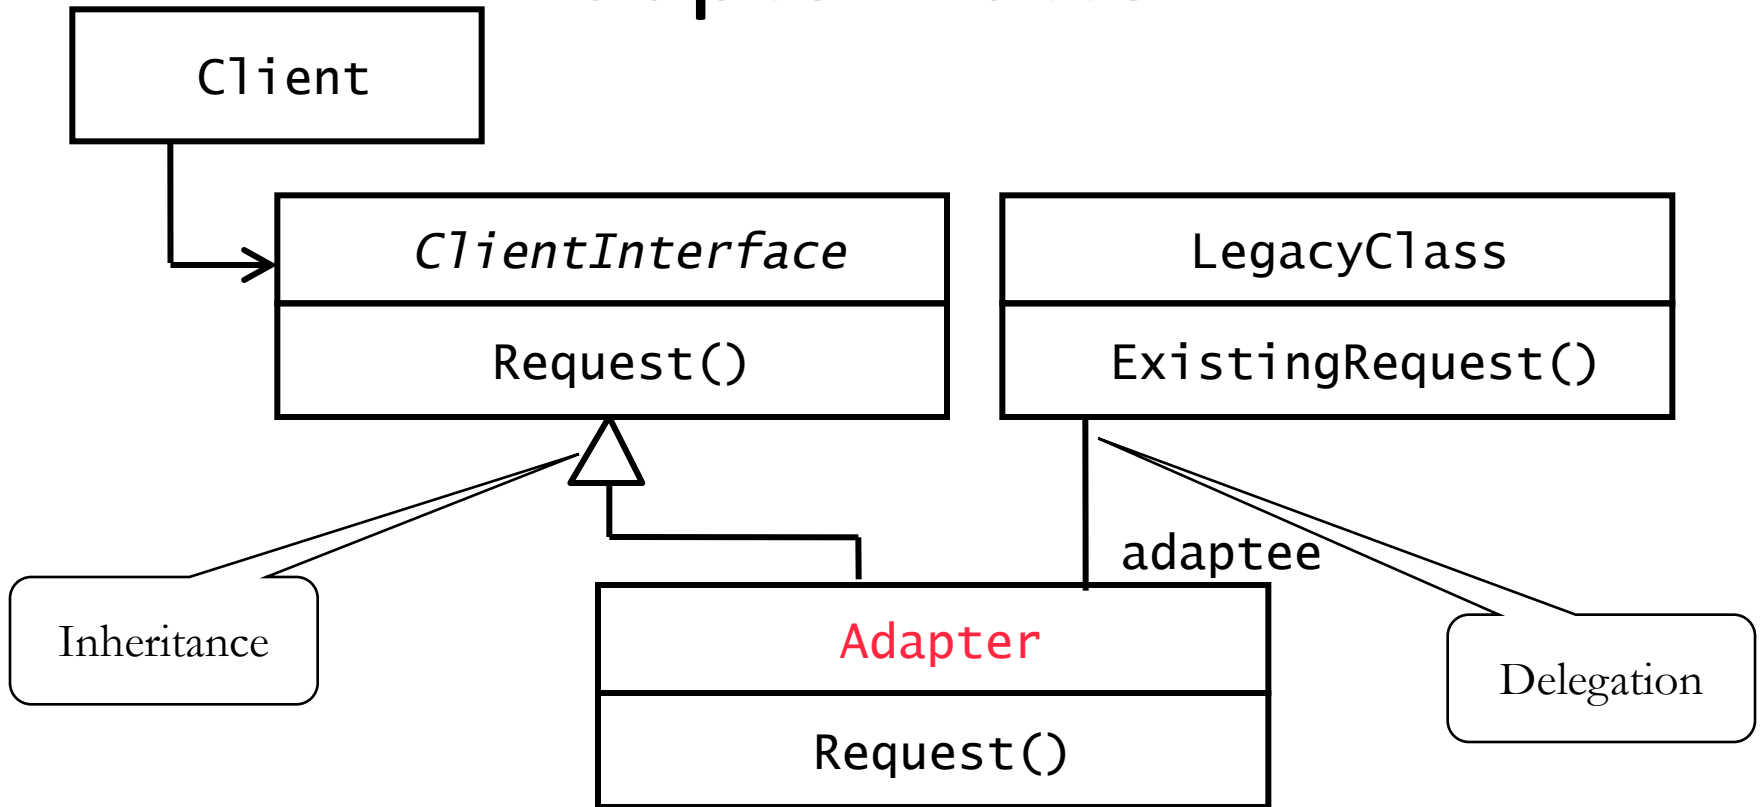 Client
ClientInterface
LegacyClass
Request()
ExistingRequest()
adaptee
Inheritance
Adapter
Delegation
Request()